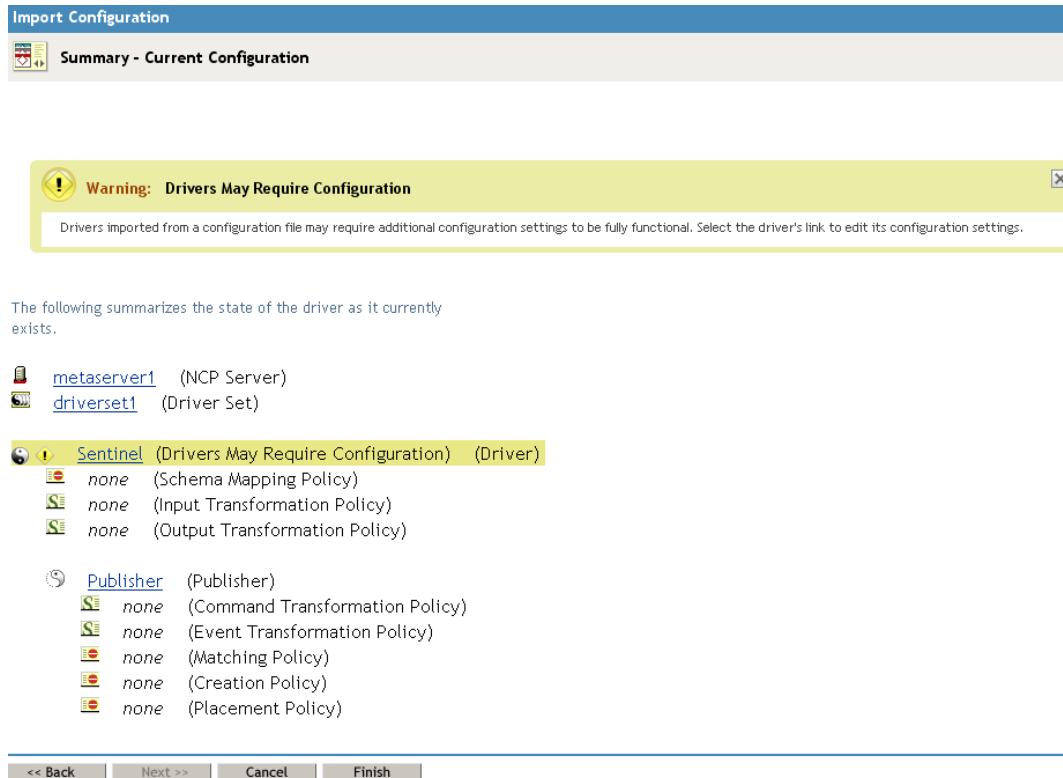 Import Configuration
Summary - Current Configuration
Warning: Drivers May Require Configuration
Drivers imported from a configuration file may require additional configuration settings to be fully functional. Select the driver's link to edit its configuration settings.
The following summarizes the state of the driver as it currently
exists.
metaserver1 (NCP Server)
driverset1 (Driver Set)
Sentinel (Drivers May Require Configuration) (Driver)
none (Schema Mapping Policy)
none (Input Transformation Policy)
none (Output Transformation Policy)
Publisher (Publisher)
none (Command Transformation Policy)
none (Event Transformation Policy)
none (Matching Policy)
none (Creation Policy)
none (Placement Policy)
<< Back Next >> Cancel Finish